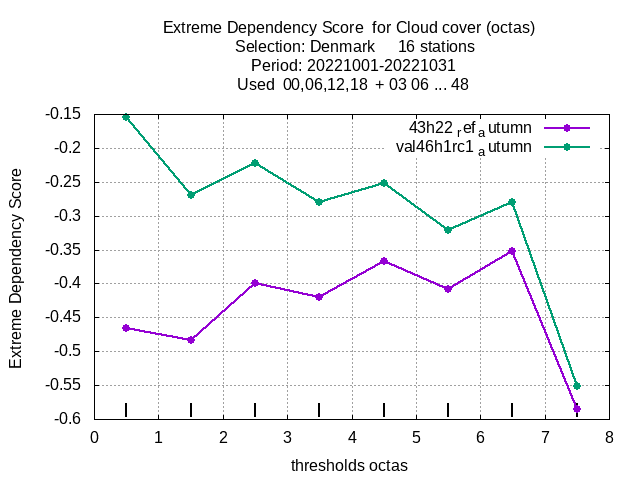 Extreme Dependency Score  for Cloud cover (octas)
Selection: Denmark     16 stations
Period: 20221001-20221031
Used  00,06,12,18  + 03 06 ... 48
43h22 ref autumn
val46h1rc1 autumn
-0.15
-0.2
-0.25
-0.3
-0.35
-0.4
-0.45
-0.5
-0.55
-0.6
Extreme Dependency Score
0 1 2 3 4 5 6 7 8
thresholds octas